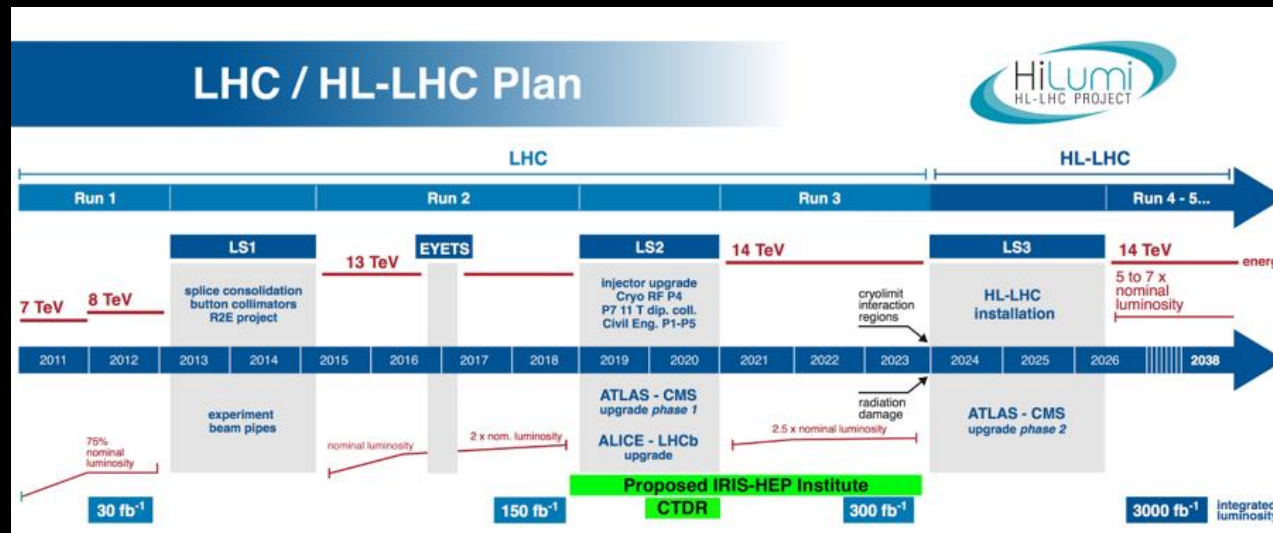 LHC / HL-LHC Plan
HiLumi
HL-LHC PROJECT
LHC
HL-LHC
Run 1
Run 2
Run 3
Run 4 - 5...
LS1
EYETS
LS2
14 TeV
LS3
14 TeV
energ
13 TeV
splice consolidation
button collimators
R2E project
injector upgrade
Cryo RF P4
P7 11 T dip. coll.
Civil Eng. P1-P5
cryolimit
interaction
regions
HL-LHC
installation
5 to 7 x
nominal
luminosity
7 TeV
8 TeV
2011
2012
2013
2014
2015
2016
2017
2018
2019
2020
2021
2022
2023
2024
2025
2026
2038
experiment
beam pipes
ATLAS - CMS
upgrade phase 1
ALICE - LHCb
upgrade
radiation
damage
ATLAS - CMS
upgrade phase 2
75%
nominal
luminosity
nominal luminosity
2 x nom. luminosity
2.5 x nominal luminosity
Proposed IRIS-HEP Institute
CTDR
30 fb⁻¹
150 fb⁻¹
300 fb⁻¹
3000 fb⁻¹
integrated
luminosity